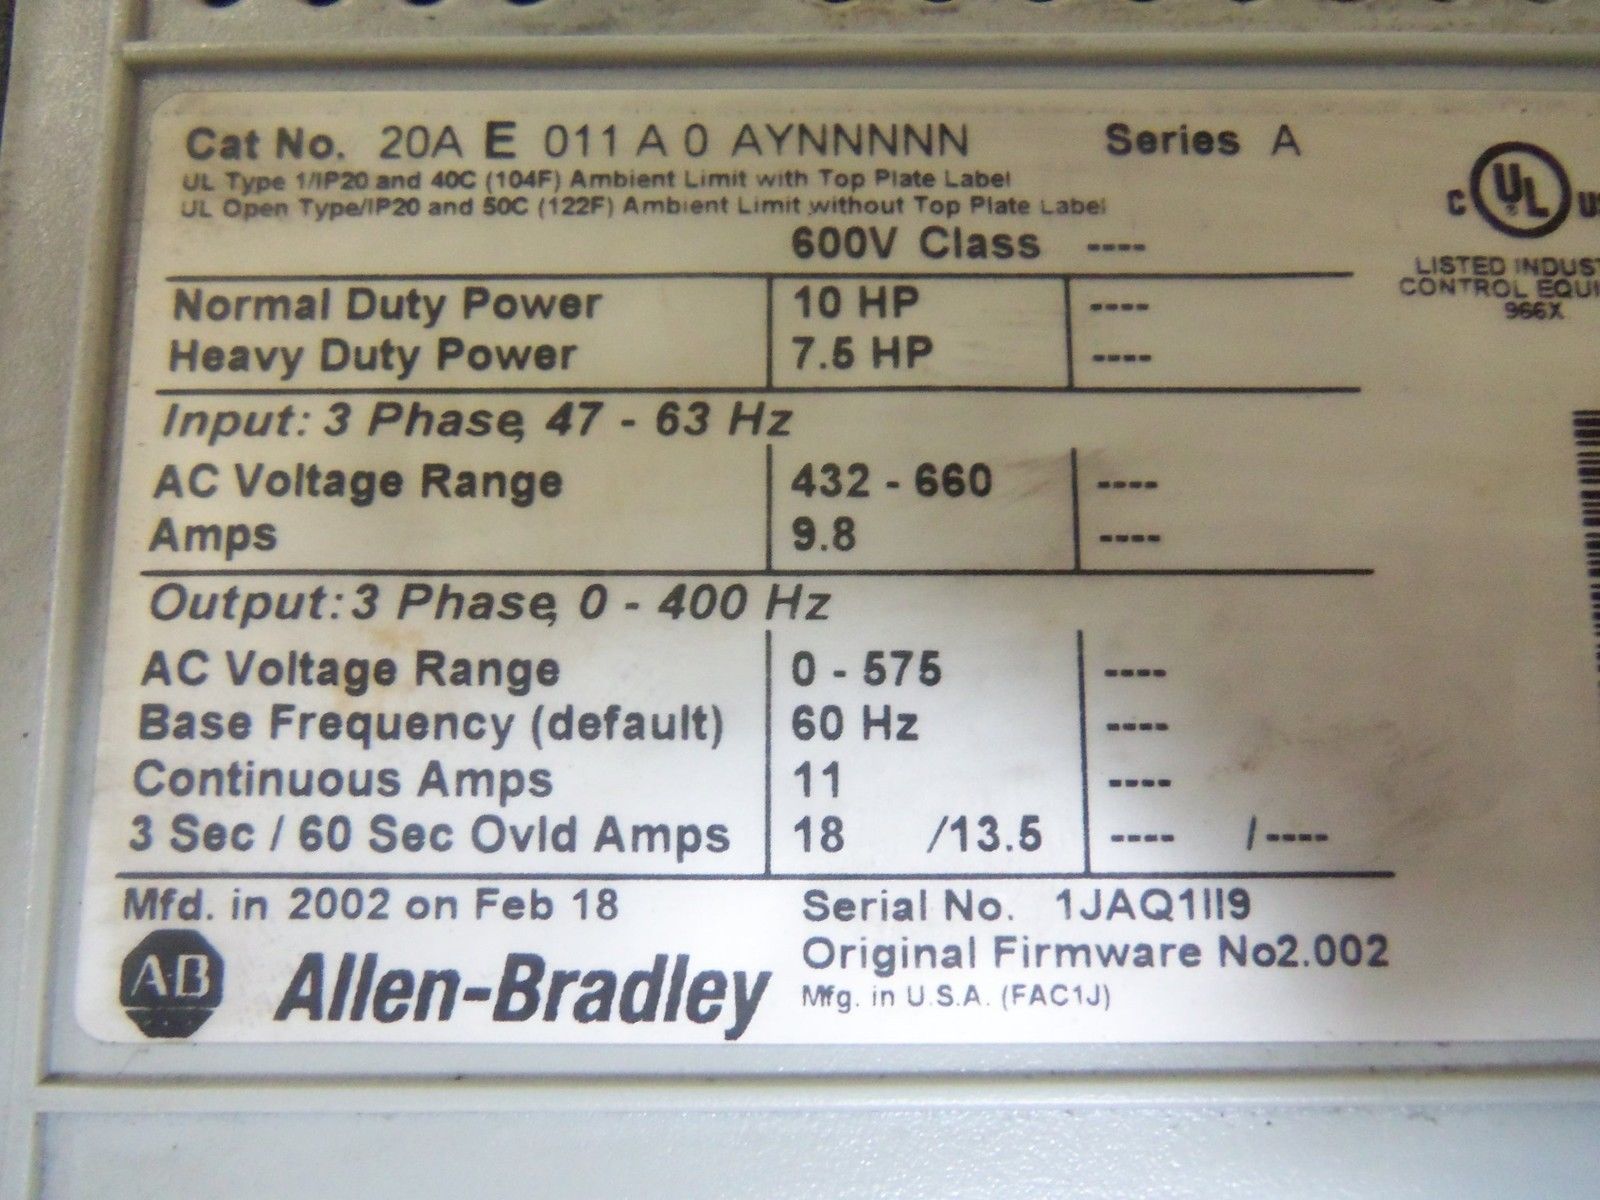 Cat No. 20A E 011 A 0 AYNNNNN Series A
UL Type 1/IP20 and 40C (104F) Ambient Limit with Top Plate Label
UL Open Type/IP20 and 50C (122F) Ambient Limit without Top Plate Label
C UL US
LISTED INDUST
CONTROL EQUI
966X
600V Class ----
Normal Duty Power 10 HP ----
Heavy Duty Power 7.5 HP ----
Input: 3 Phase, 47 - 63 Hz
AC Voltage Range 432 - 660 ----
Amps 9.8 ----
Output: 3 Phase, 0 - 400 Hz
AC Voltage Range 0 - 575 ----
Base Frequency (default) 60 Hz ----
Continuous Amps 11 ----
3 Sec / 60 Sec Ovld Amps 18 /13.5 ---- /----
Mfd. in 2002 on Feb 18 Serial No. 1JAQ1II9
Original Firmware No2.002
AB Allen-Bradley Mfg. in U.S.A. (FAC1J)